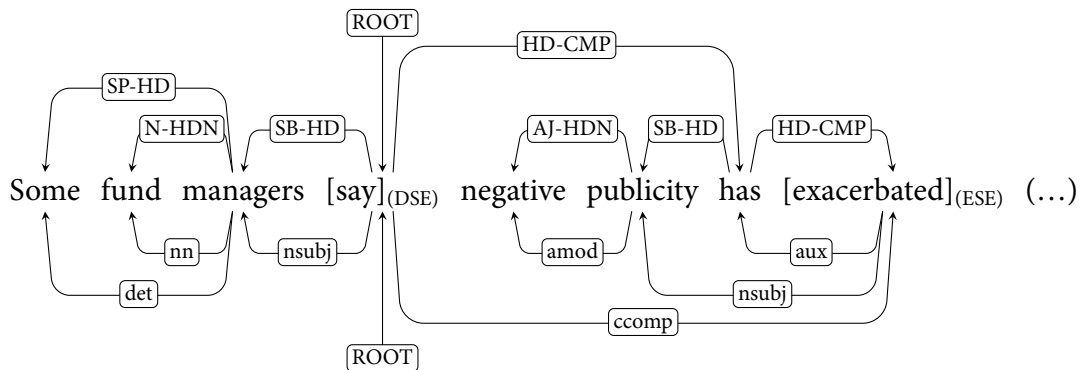 ROOT
HD-CMP
SP-HD
N-HDN SB-HD AJ-HDN SB-HD HD-CMP
Some fund managers [say](DSE) negative publicity has [exacerbated](ESE) (…)
nn nsubj amod aux
det nsubj
ccomp
ROOT